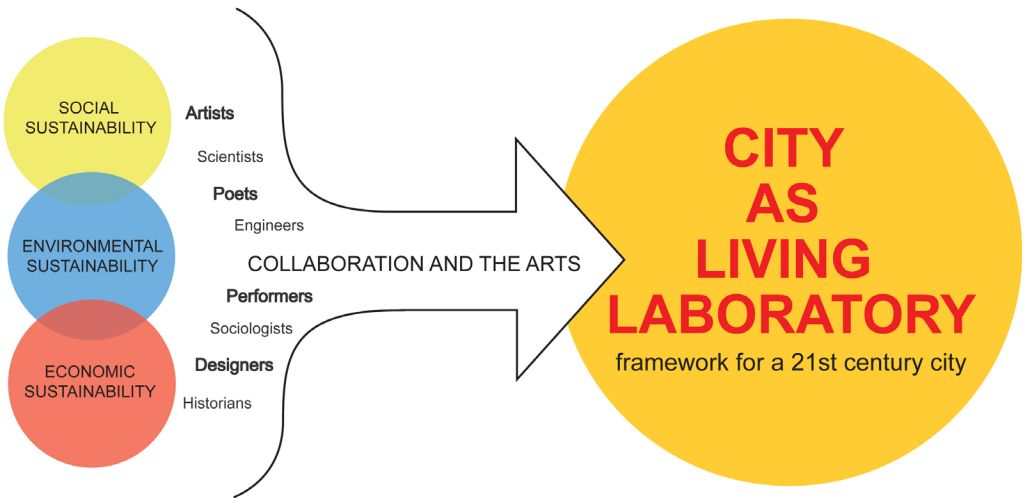 SOCIAL
SUSTAINABILITY
ENVIRONMENTAL
SUSTAINABILITY
ECONOMIC
SUSTAINABILITY
Artists
Scientists
Poets
Engineers
COLLABORATION AND THE ARTS
Performers
Sociologists
Designers
Historians
CITY
AS
LIVING
LABORATORY
framework for a 21st century city